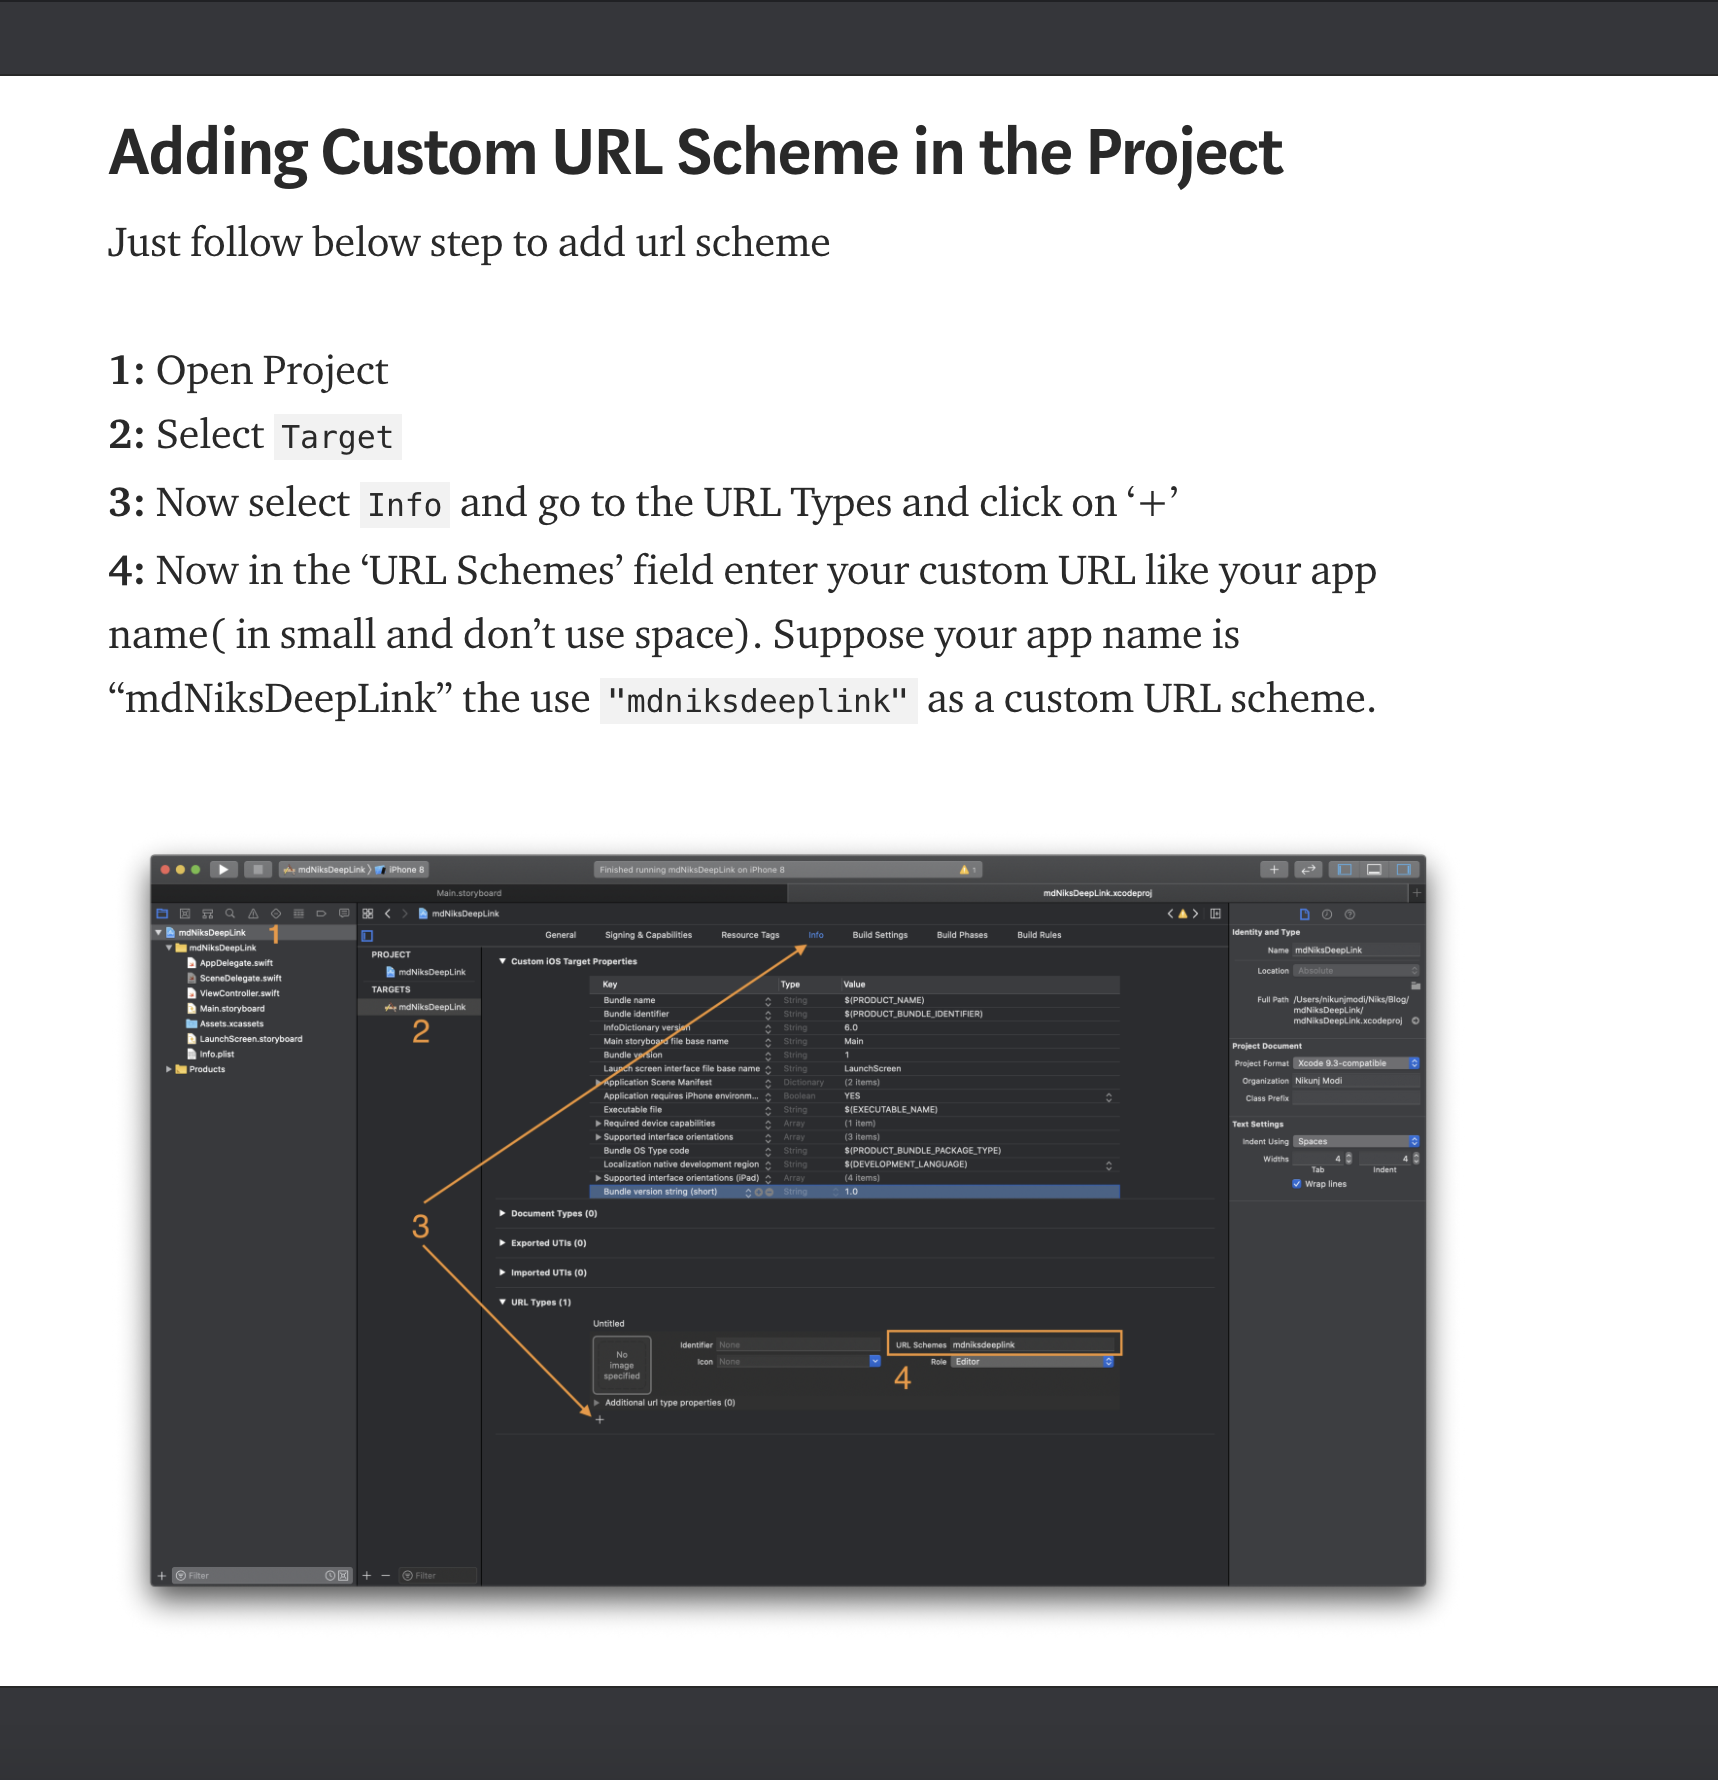 Adding Custom URL Scheme in the Project
Just follow below step to add url scheme
1: Open Project
2: Select Target
3: Now select Info and go to the URL Types and click on ‘+’
4: Now in the ‘URL Schemes’ field enter your custom URL like your app
name( in small and don’t use space). Suppose your app name is
“mdNiksDeepLink” the use "mdniksdeeplink" as a custom URL scheme.
mdNiksDeepLink
iPhone 8
Finished running mdNiksDeepLink on iPhone 8
1
Main.storyboard
mdNiksDeepLink.xcodeproj
mdNiksDeepLink
1
mdNiksDeepLink
AppDelegate.swift
SceneDelegate.swift
ViewController.swift
Main.storyboard
Assets.xcassets
LaunchScreen.storyboard
Info.plist
Products
Filter
mdNiksDeepLink
General Signing & Capabilities Resource Tags Info Build Settings Build Phases Build Rules
PROJECT
mdNiksDeepLink
TARGETS
mdNiksDeepLink
2
3
Filter
Custom iOS Target Properties
Key Type Value
Bundle name String $(PRODUCT_NAME)
Bundle identifier String $(PRODUCT_BUNDLE_IDENTIFIER)
InfoDictionary version String 6.0
Main storyboard file base name String Main
Bundle version String 1
Launch screen interface file base name String LaunchScreen
Application Scene Manifest Dictionary (2 items)
Application requires iPhone environm... Boolean YES
Executable file String $(EXECUTABLE_NAME)
Required device capabilities Array (1 item)
Supported interface orientations Array (3 items)
Bundle OS Type code String $(PRODUCT_BUNDLE_PACKAGE_TYPE)
Localization native development region String $(DEVELOPMENT_LANGUAGE)
Supported interface orientations (iPad) Array (4 items)
Bundle version string (short) String 1.0
Document Types (0)
Exported UTIs (0)
Imported UTIs (0)
URL Types (1)
Untitled
No
image
specified
Identifier None
Icon None
URL Schemes mdniksdeeplink
Role Editor
4
Additional url type properties (0)
+
Identity and Type
Name mdNiksDeepLink
Location Absolute
Full Path /Users/nikunjmodi/Niks/Blog/
mdNiksDeepLink/
mdNiksDeepLink.xcodeproj
Project Document
Project Format Xcode 9.3-compatible
Organization Nikunj Modi
Class Prefix
Text Settings
Indent Using Spaces
Widths 4 4
Tab Indent
Wrap lines